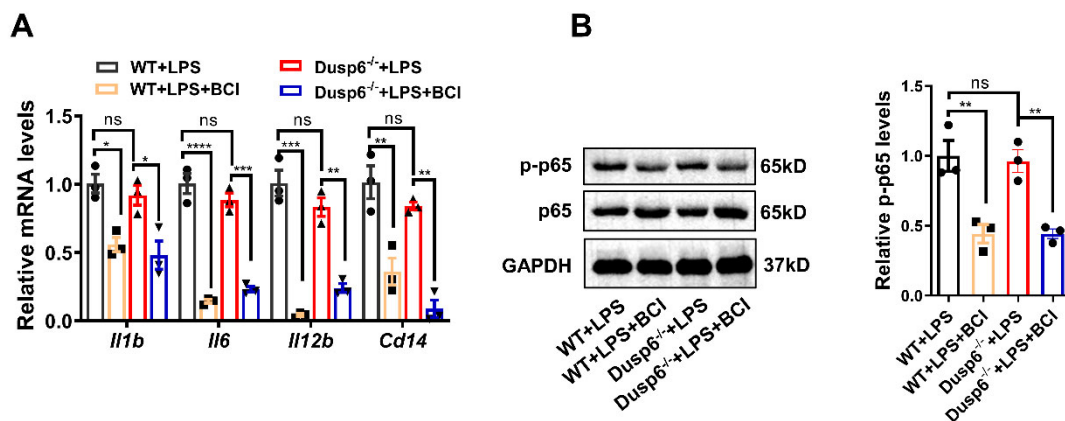 A
WT+LPS
Dusp6-/-+LPS
WT+LPS+BCI
Dusp6-/-+LPS+BCI
Relative mRNA levels
1.5
1.0
0.5
0.0
ns ns ns ns
* * **** *** *** ** ** **
Il1b Il6 Il12b Cd14
B
p-p65 65kD
p65 65kD
GAPDH 37kD
WT+LPS
WT+LPS+BCI
Dusp6-/-+LPS
Dusp6-/-+LPS+BCI
Relative p-p65 levels
1.5
1.0
0.5
0.0
ns
** **
WT+LPS
WT+LPS+BCI
Dusp6-/-+LPS
Dusp6-/-+LPS+BCI